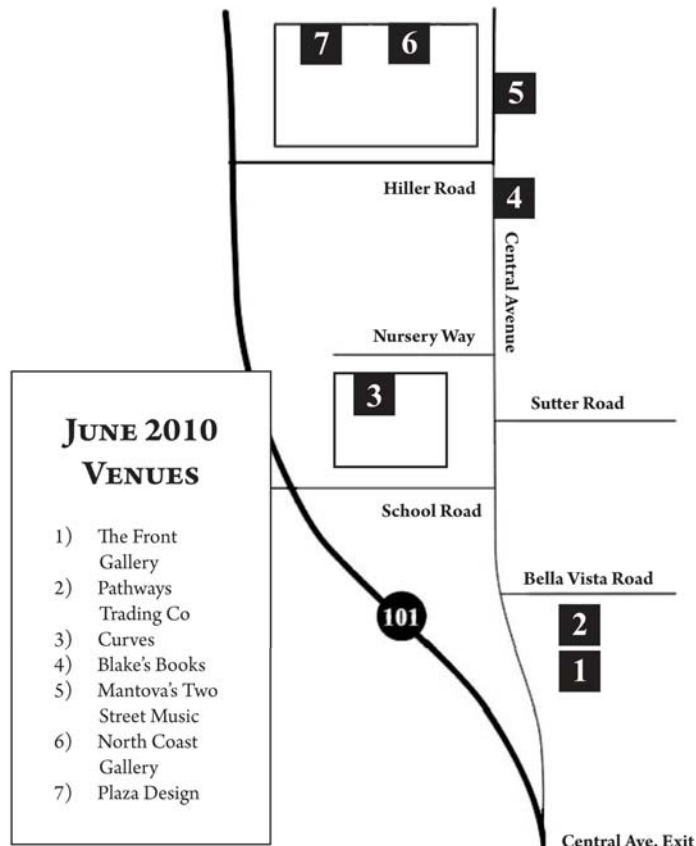 7
6
5
Hiller Road
4
Central Avenue
Nursery Way
3
Sutter Road
School Road
Bella Vista Road
101
2
1
Central Ave. Exit
June 2010
Venues
1) The Front
Gallery
2) Pathways
Trading Co
3) Curves
4) Blake's Books
5) Mantova's Two
Street Music
6) North Coast
Gallery
7) Plaza Design